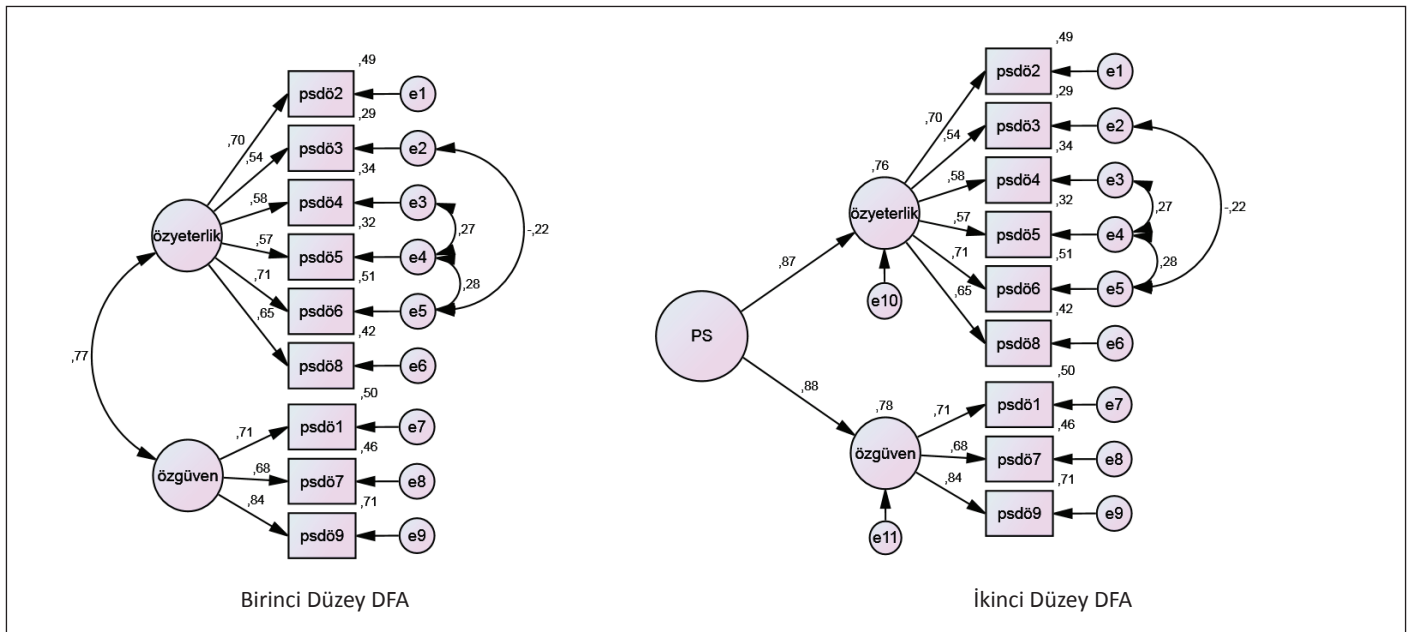 ,49
psdö2
e1
,29
,70
psdö3
e2
,54
,34
psdö4
e3
,58
,32
,27
-,22
özyeterlik
,57
psdö5
e4
,51
,71
,28
psdö6
e5
,65
,42
psdö8
e6
,77
,50
psdö1
e7
,71
,46
özgüven
,68
psdö7
e8
,71
,84
psdö9
e9
Birinci Düzey DFA
,49
psdö2
e1
,29
,70
psdö3
e2
,54
,34
,76
psdö4
e3
,58
,32
,27
-,22
özyeterlik
,57
psdö5
e4
,51
,71
,28
,87
psdö6
e5
,65
,42
e10
PS
psdö8
e6
,50
,88
,78
psdö1
e7
,71
,46
özgüven
,68
psdö7
e8
,71
,84
psdö9
e9
e11
İkinci Düzey DFA